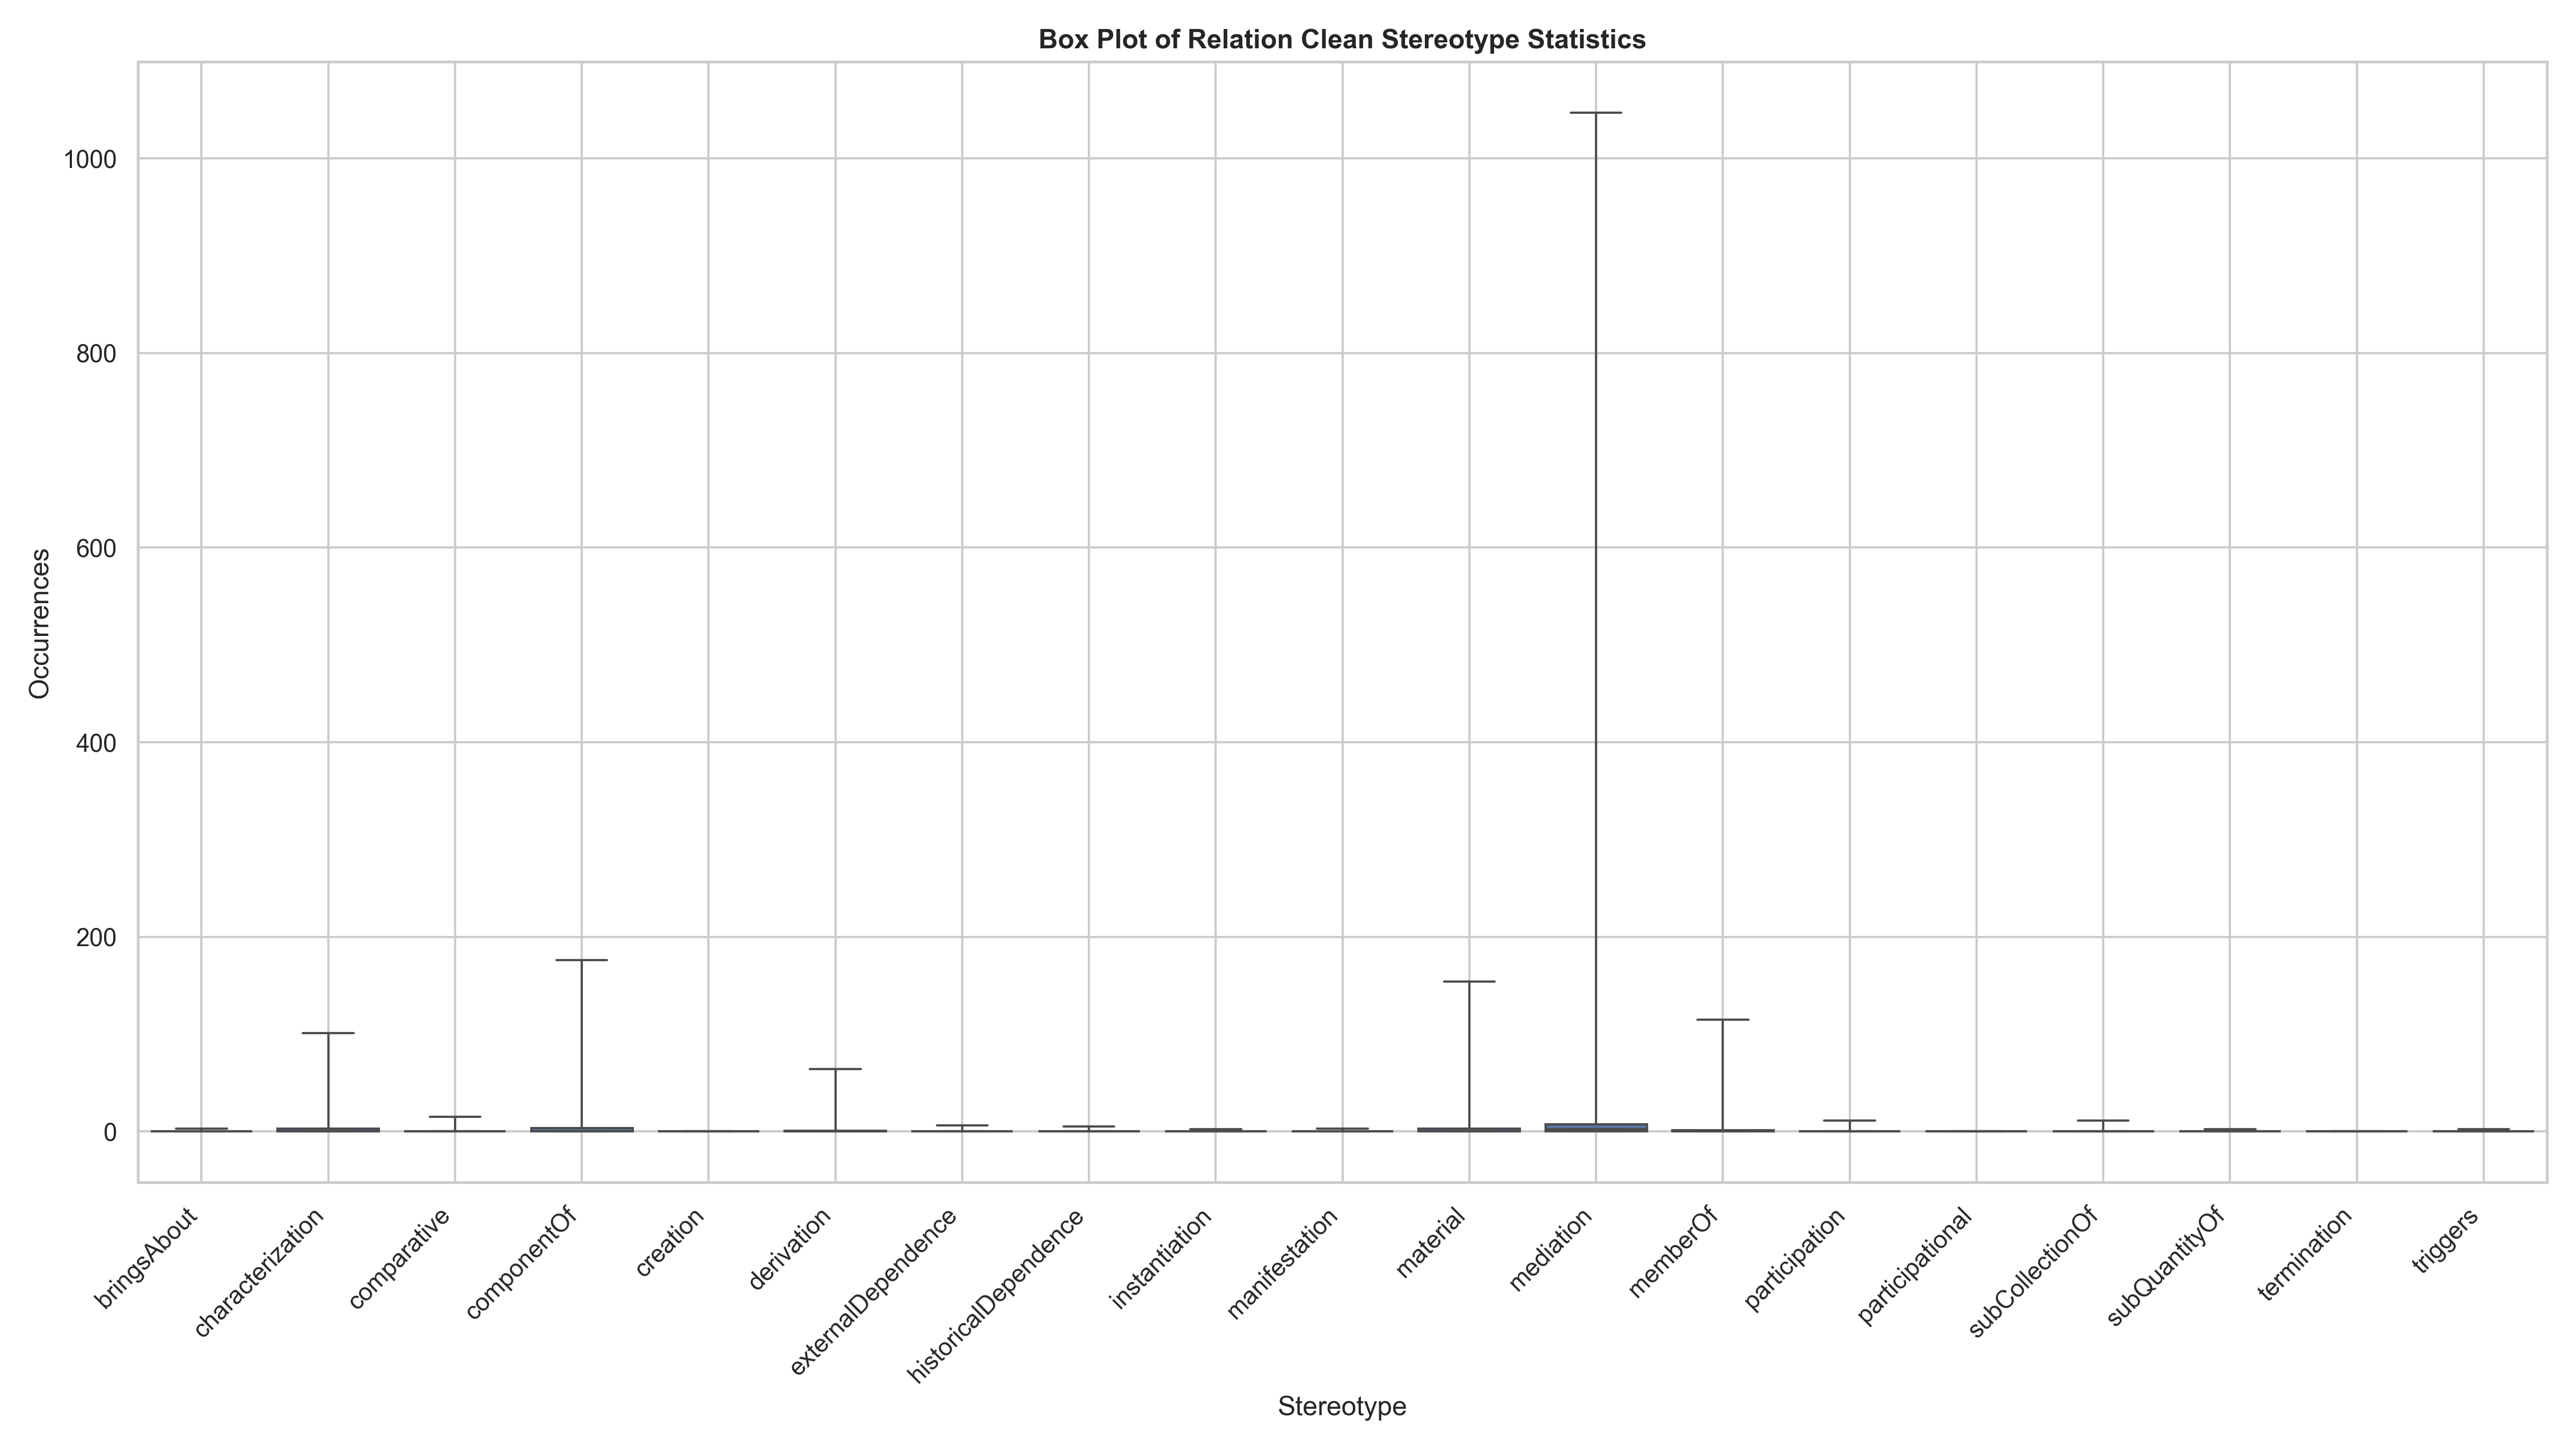 Box Plot of Relation Clean Stereotype Statistics
Occurrences
1000
800
600
400
200
0
bringsAbout
characterization
comparative
componentOf
creation
derivation
externalDependence
historicalDependence
instantiation
manifestation
material
mediation
memberOf
participation
participational
subCollectionOf
subQuantityOf
termination
triggers
Stereotype